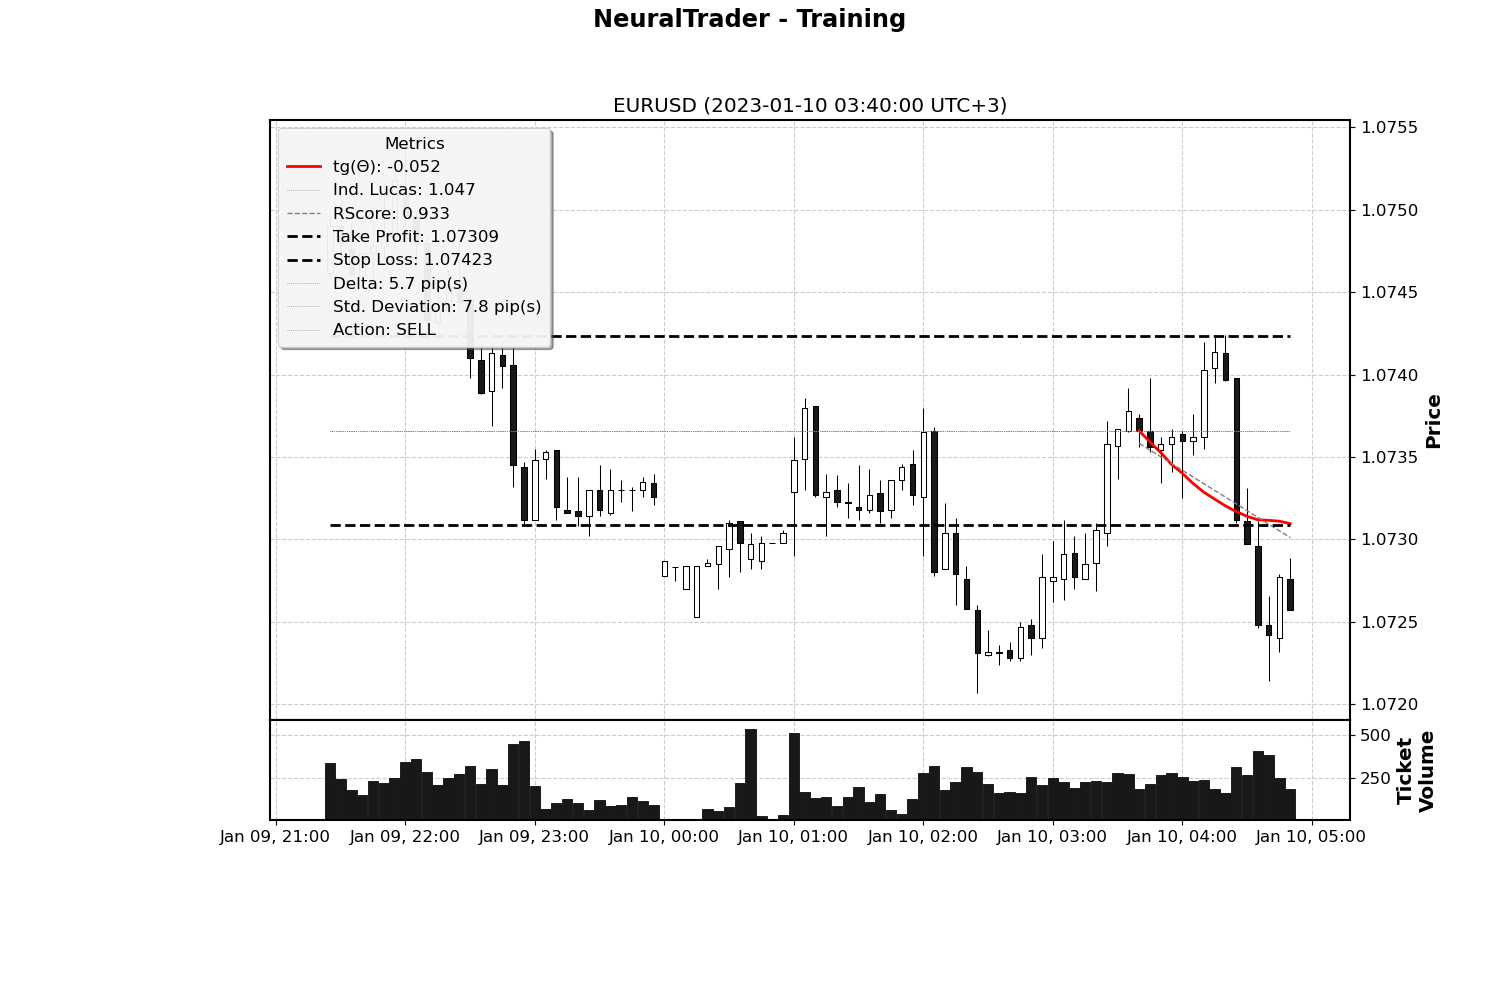 NeuralTrader - Training
EURUSD (2023-01-10 03:40:00 UTC+3)
Metrics
tg(Θ): -0.052
Ind. Lucas: 1.047
RScore: 0.933
Take Profit: 1.07309
Stop Loss: 1.07423
Delta: 5.7 pip(s)
Std. Deviation: 7.8 pip(s)
Action: SELL
1.0755
1.0750
1.0745
1.0740
1.0735
1.0730
1.0725
1.0720
Price
500
250
Ticket
Volume
Jan 09, 21:00 Jan 09, 22:00 Jan 09, 23:00 Jan 10, 00:00 Jan 10, 01:00 Jan 10, 02:00 Jan 10, 03:00 Jan 10, 04:00 Jan 10, 05:00